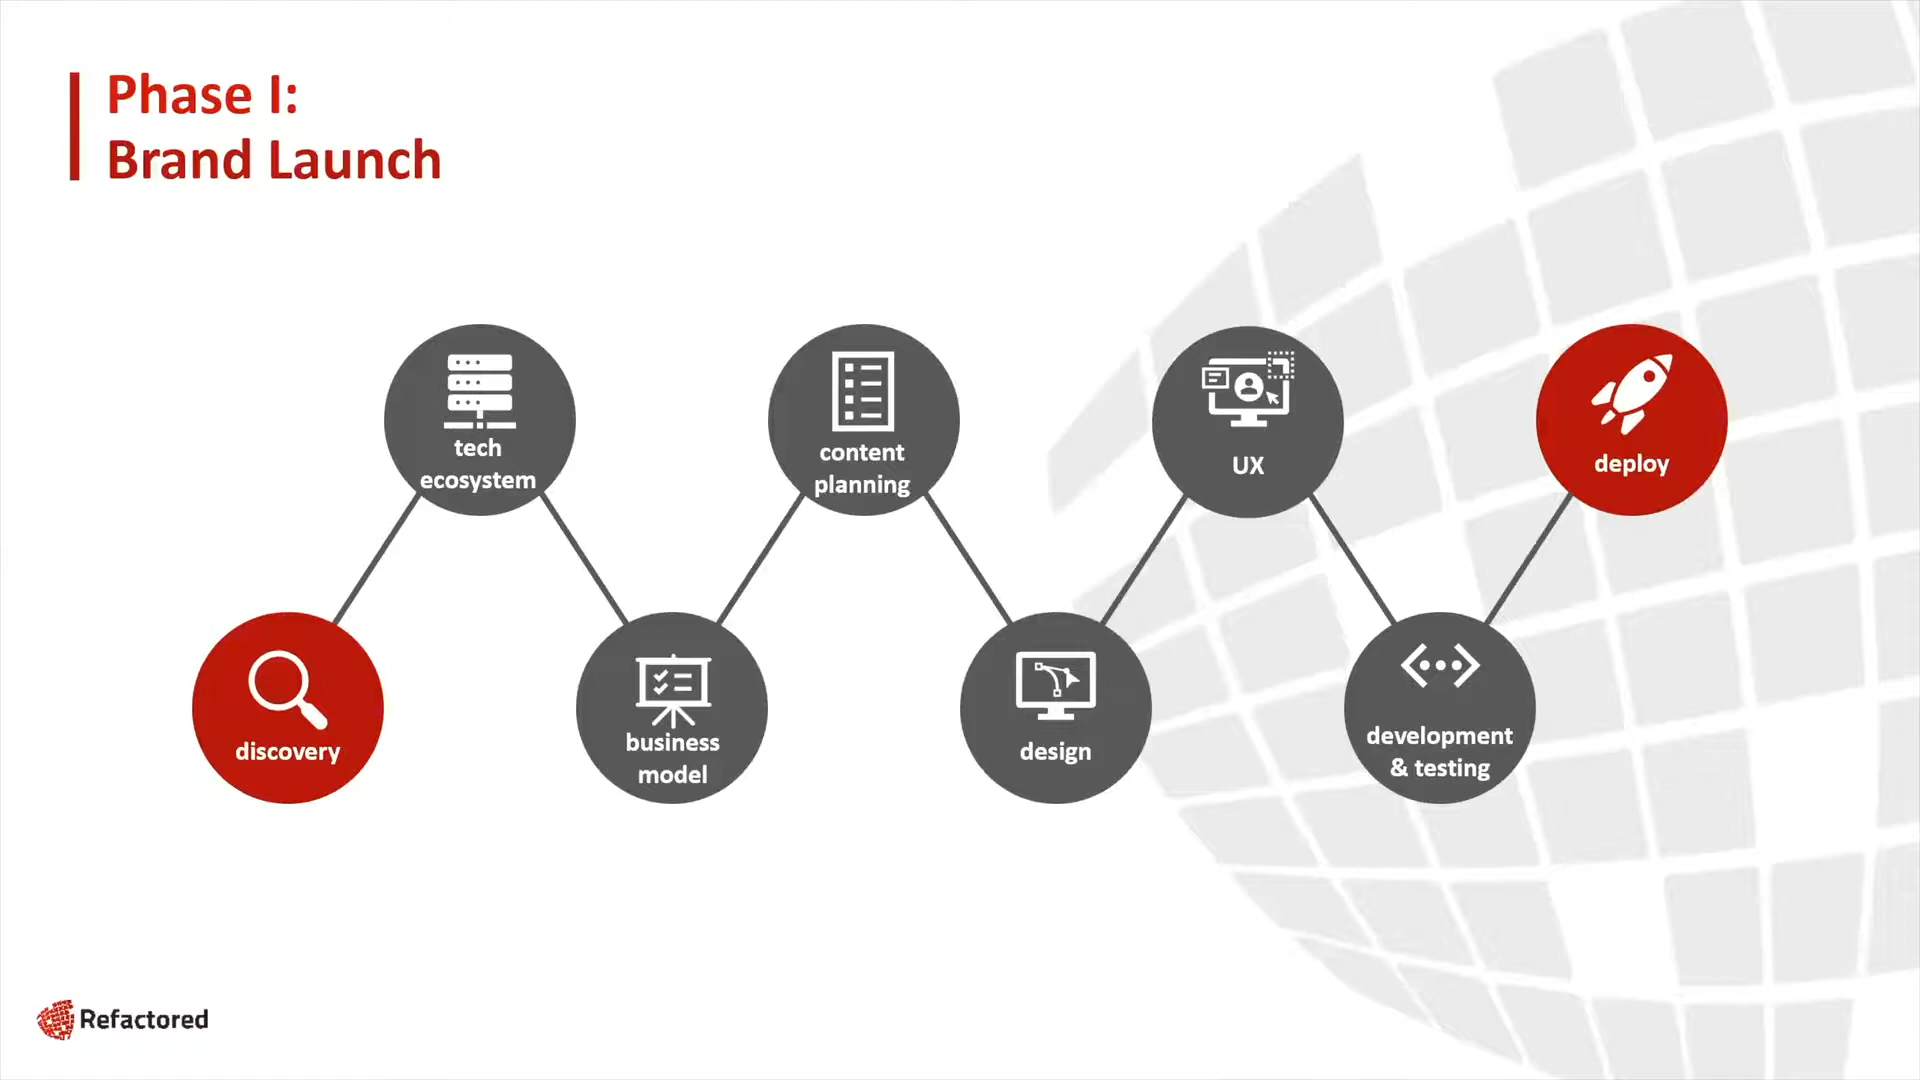 Phase I:
Brand Launch
discovery
tech
ecosystem
business
model
content
planning
design
UX
development
& testing
deploy
Refactored